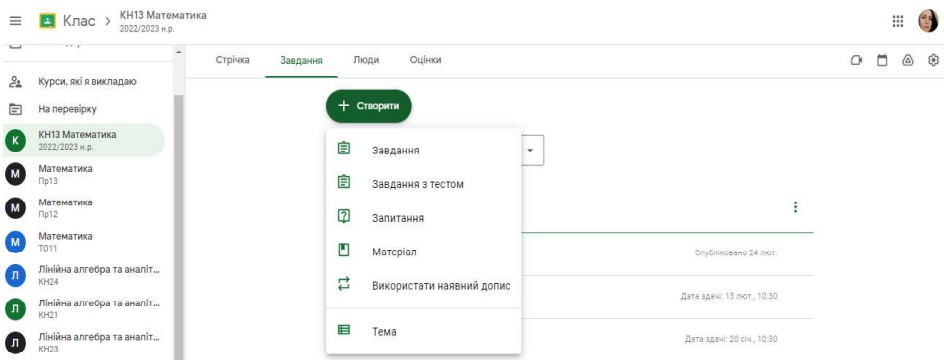 Клас > КН13 Математика
2022/2023 н.р.
Стрічка Завдання Люди Оцінки
Курси, які я викладаю
На перевірку
К КН13 Математика
2022/2023 н.р.
М Математика
Пр13
М Математика
Пр12
М Математика
ТО11
Л Лінійна алгебра та аналіт...
КН24
Л Лінійна алгебра та аналіт...
КН21
Л Лінійна алгебра та аналіт...
КН23
+ Створити
Завдання
Завдання з тестом
Запитання
Матеріал
Використати наявний допис
Тема
Опубліковано 24 лют.
Дата здачі: 13 лют., 10:30
Дата здачі: 20 січ., 10:30